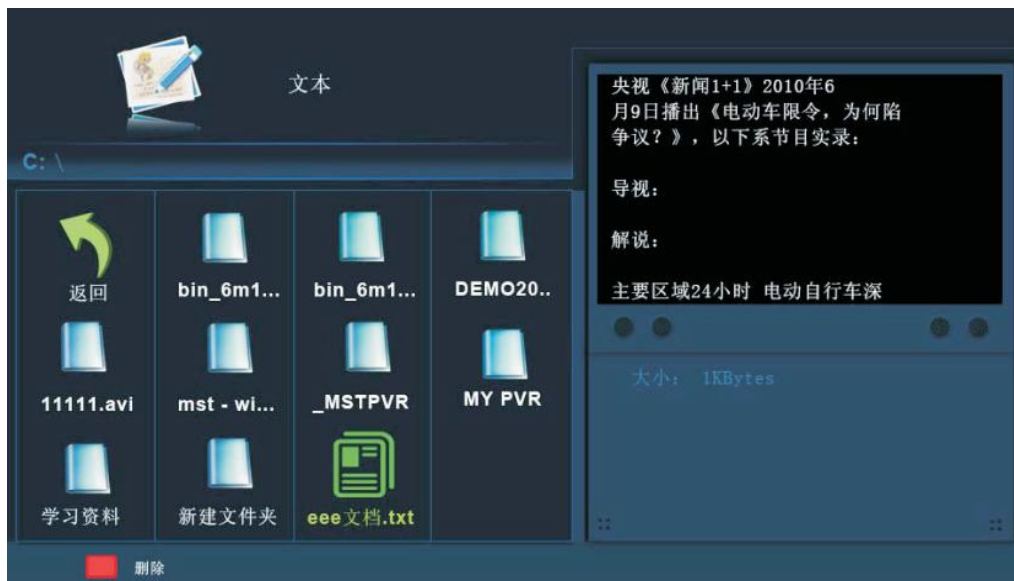 文本
C: \
返回
bin_6m1...
bin_6m1...
DEMO20..
11111.avi
mst - wi...
_MSTPVR
MY PVR
学习资料
新建文件夹
eee文档.txt
央视《新闻1+1》2010年6
月9日播出《电动车限令，为何陷
争议？》，以下系节目实录：
导视：
解说：
主要区域24小时 电动自行车深
大小： 1KBytes
删除